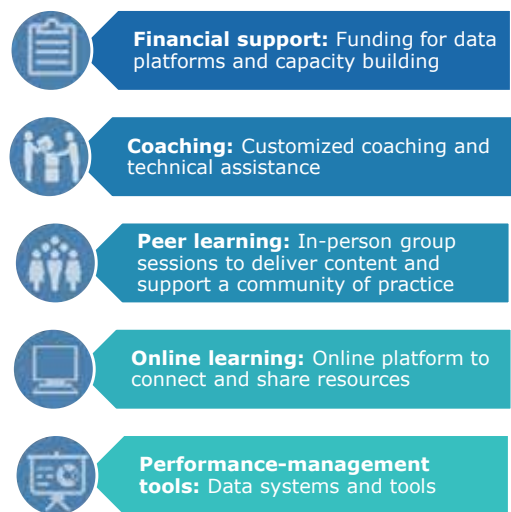 Financial support: Funding for data
platforms and capacity building
Coaching: Customized coaching and
technical assistance
Peer learning: In-person group
sessions to deliver content and
support a community of practice
Online learning: Online platform to
connect and share resources
Performance-management
tools: Data systems and tools